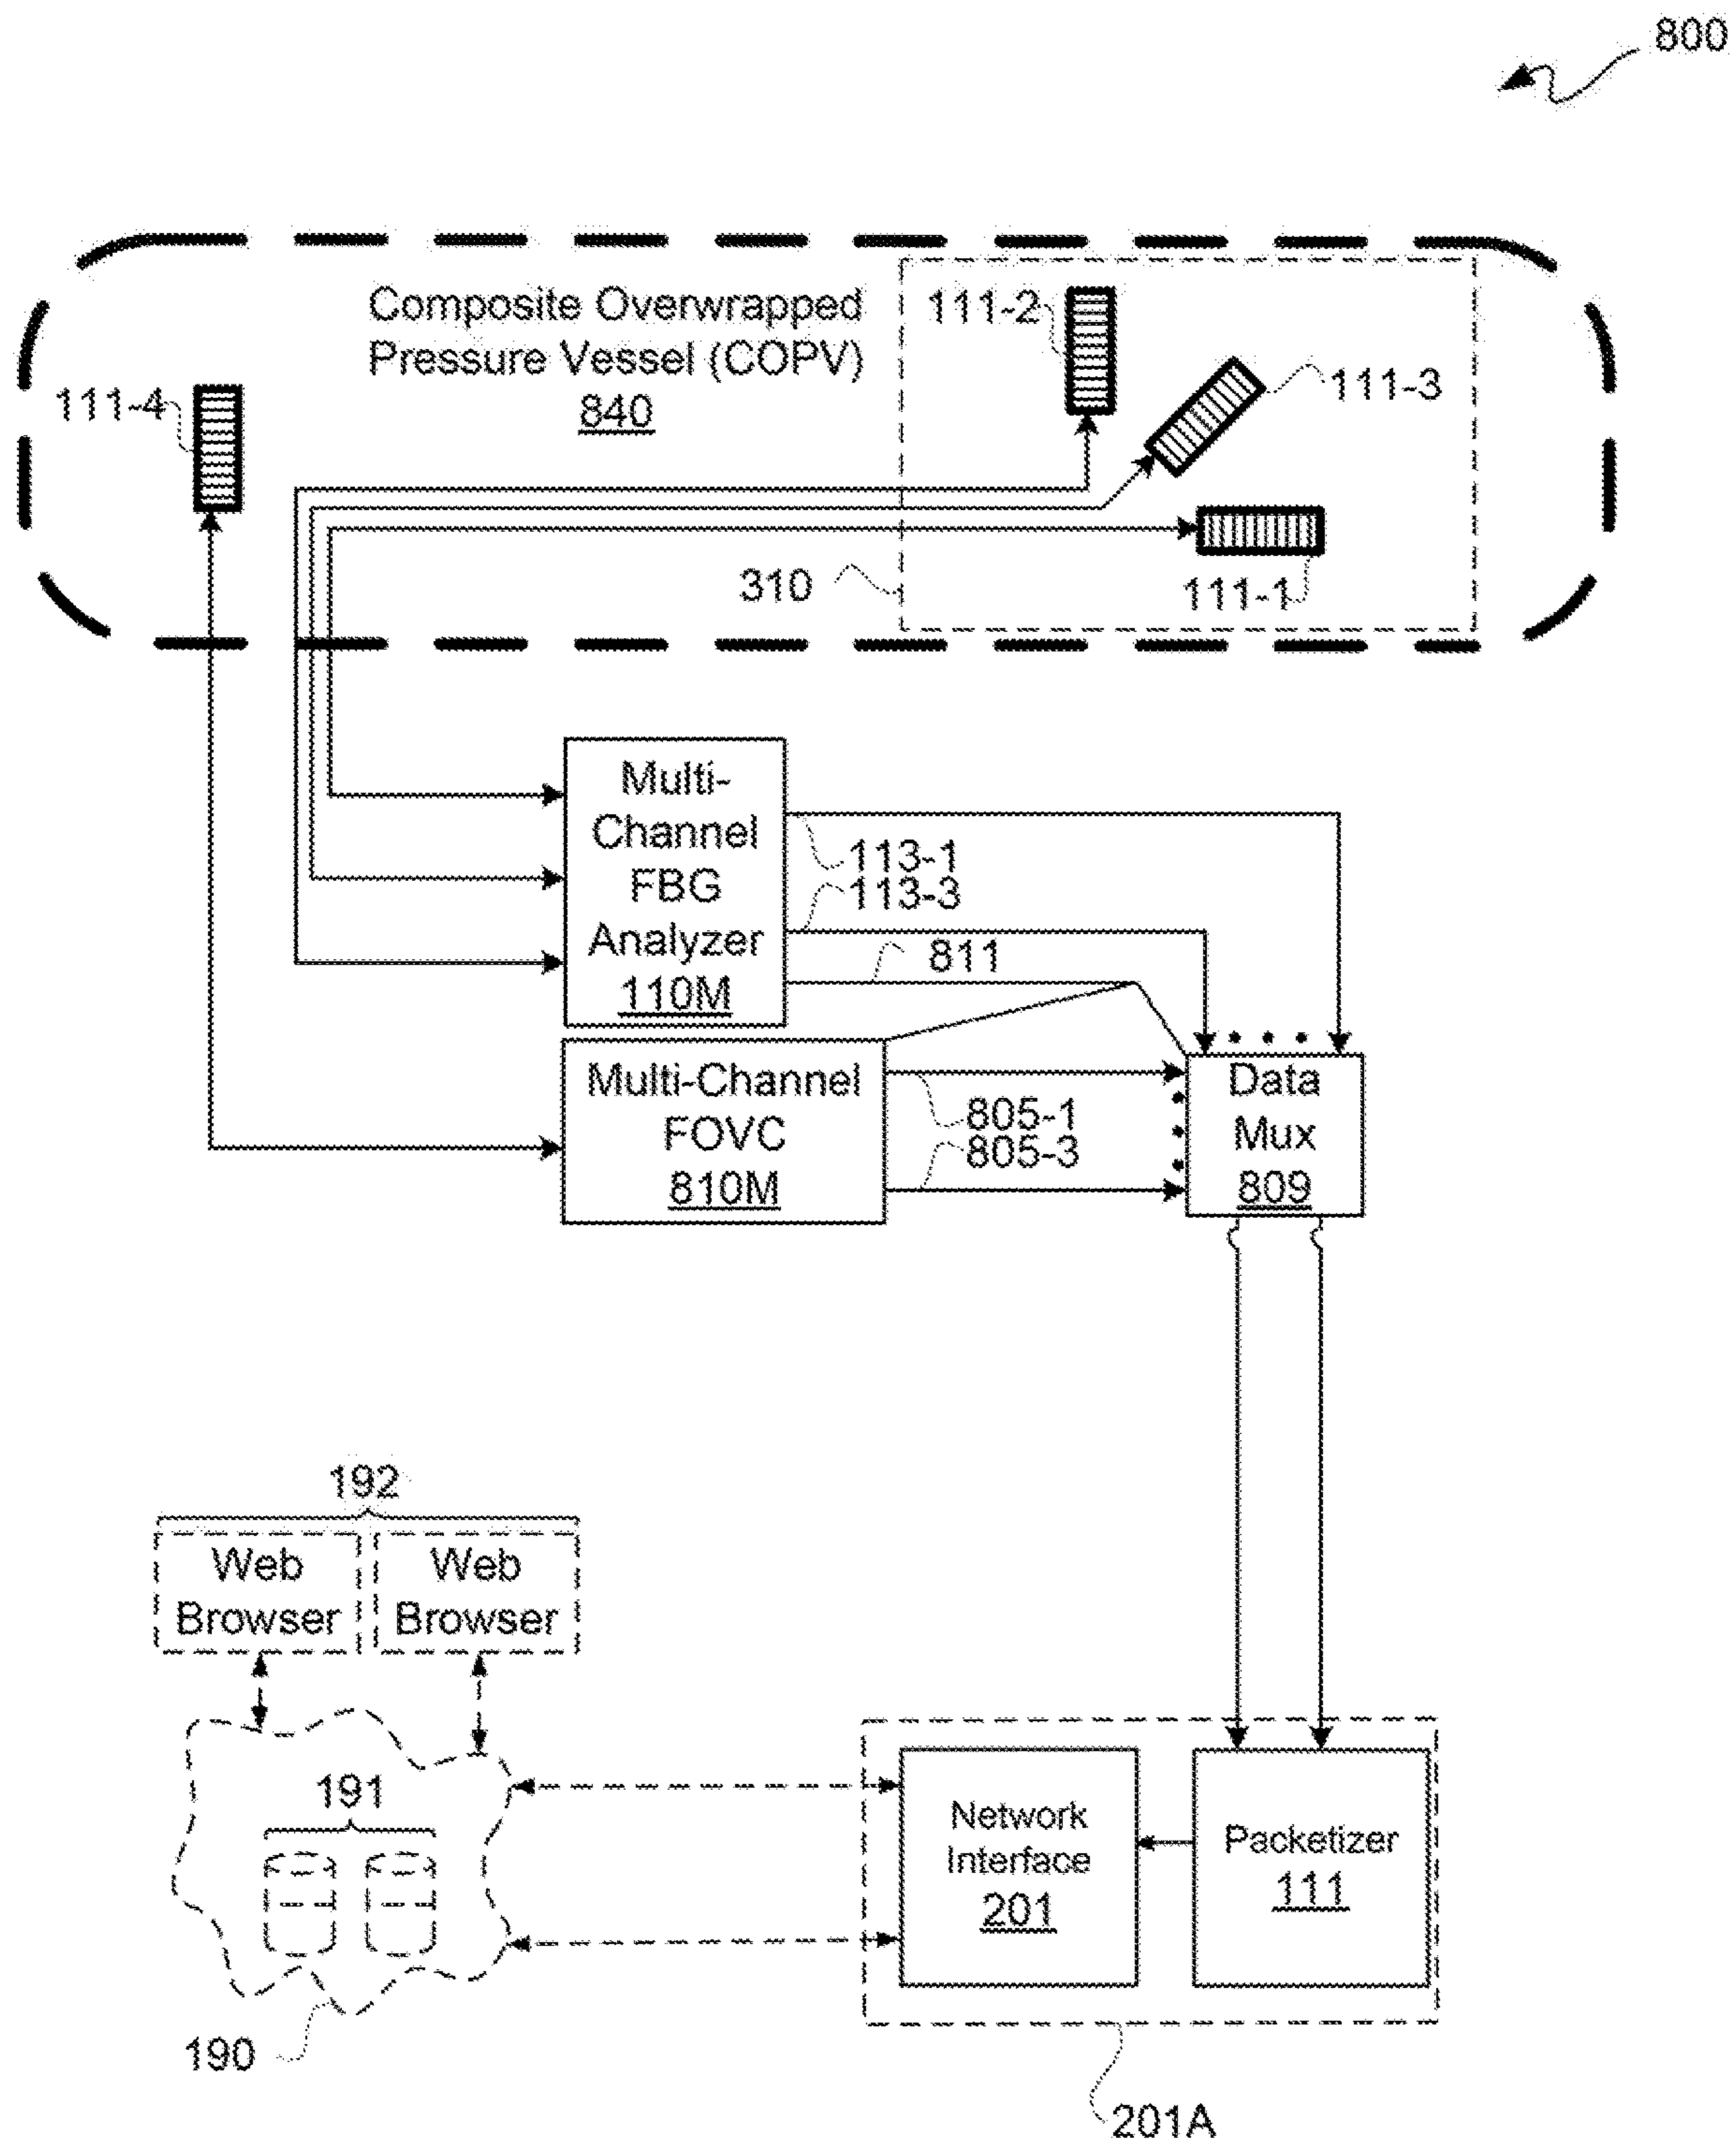 800
Composite Overwrapped
Pressure Vessel (COPV)
840
111-2
111-3
111-4
310
111-1
Multi-
Channel
FBG
Analyzer
110M
113-1
113-3
811
Multi-Channel
FOVC
810M
805-1
805-3
Data
Mux
809
192
Web
Browser
Web
Browser
191
190
Network
Interface
201
Packetizer
111
201A